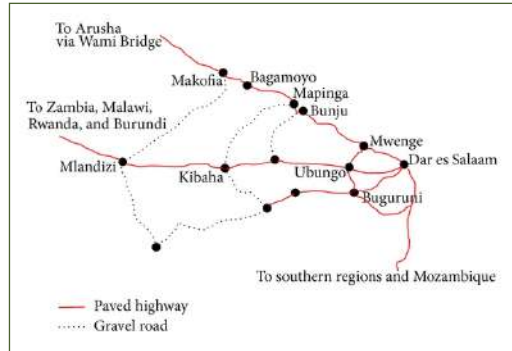 To Arusha
via Wami Bridge
Makofia
Bagamoyo
Mapinga
Bunju
To Zambia, Malawi,
Rwanda, and Burundi
Mwenge
Dar es Salaam
Mlandizi
Kibaha
Ubungo
Buguruni
To southern regions and Mozambique
Paved highway
Gravel road